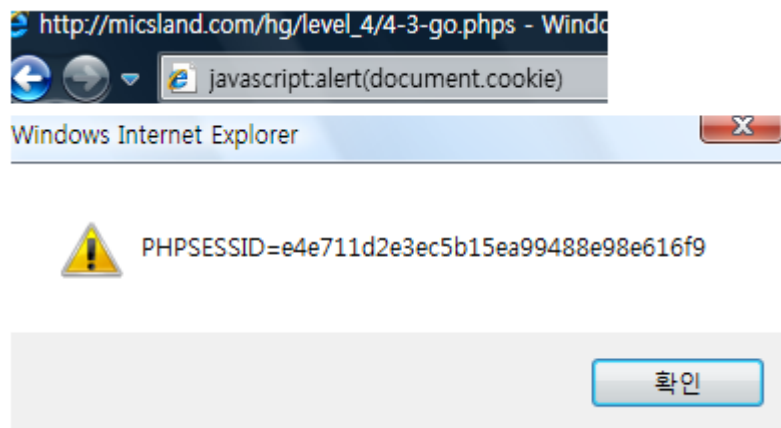 http://micsland.com/hg/level_4/4-3-go.phps - Windo
javascript:alert(document.cookie)
Windows Internet Explorer
PHPSESSID=e4e711d2e3ec5b15ea99488e98e616f9
확인